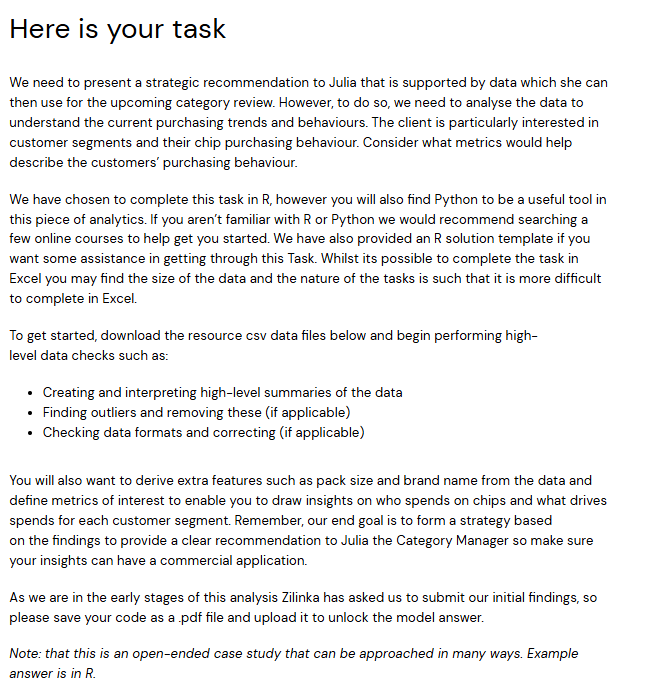 Here is your task
We need to present a strategic recommendation to Julia that is supported by data which she can
then use for the upcoming category review. However, to do so, we need to analyse the data to
understand the current purchasing trends and behaviours. The client is particularly interested in
customer segments and their chip purchasing behaviour. Consider what metrics would help
describe the customers’ purchasing behaviour.
We have chosen to complete this task in R, however you will also find Python to be a useful tool in
this piece of analytics. If you aren’t familiar with R or Python we would recommend searching a
few online courses to help get you started. We have also provided an R solution template if you
want some assistance in getting through this Task. Whilst its possible to complete the task in
Excel you may find the size of the data and the nature of the tasks is such that it is more difficult
to complete in Excel.
To get started, download the resource csv data files below and begin performing high-
level data checks such as:
• Creating and interpreting high-level summaries of the data
• Finding outliers and removing these (if applicable)
• Checking data formats and correcting (if applicable)
You will also want to derive extra features such as pack size and brand name from the data and
define metrics of interest to enable you to draw insights on who spends on chips and what drives
spends for each customer segment. Remember, our end goal is to form a strategy based
on the findings to provide a clear recommendation to Julia the Category Manager so make sure
your insights can have a commercial application.
As we are in the early stages of this analysis Zilinka has asked us to submit our initial findings, so
please save your code as a .pdf file and upload it to unlock the model answer.
Note: that this is an open-ended case study that can be approached in many ways. Example
answer is in R.